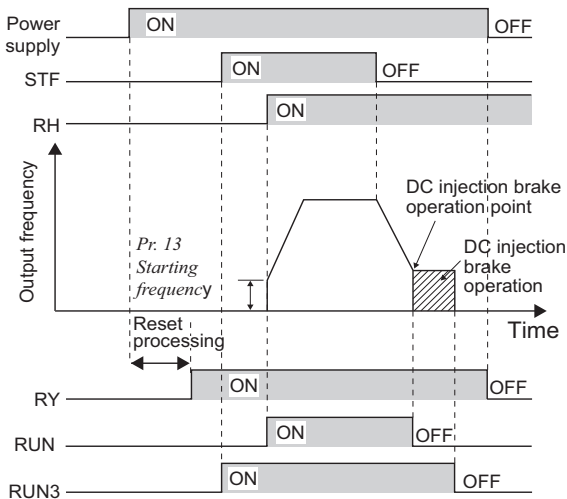 Power
supply
ON
OFF
STF
ON
OFF
RH
ON
Output frequency
DC injection brake
operation point
Pr. 13
Starting
frequency
DC injection
brake
operation
Time
Reset
processing
RY
ON
OFF
RUN
ON
OFF
RUN3
ON
OFF